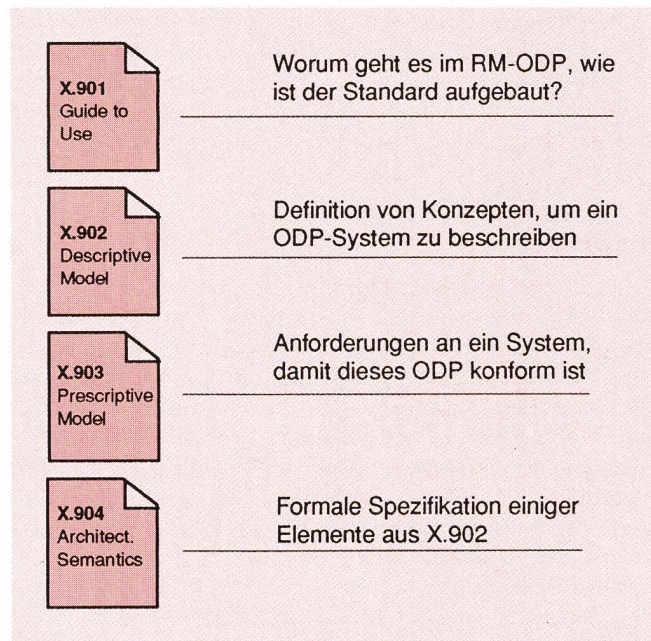 X.901
Guide to
Use
Worum geht es im RM-ODP, wie
ist der Standard aufgebaut?
X.902
Descriptive
Model
Definition von Konzepten, um ein
ODP-System zu beschreiben
X.903
Prescriptive
Model
Anforderungen an ein System,
damit dieses ODP konform ist
X.904
Architect.
Semantics
Formale Spezifikation einiger
Elemente aus X.902